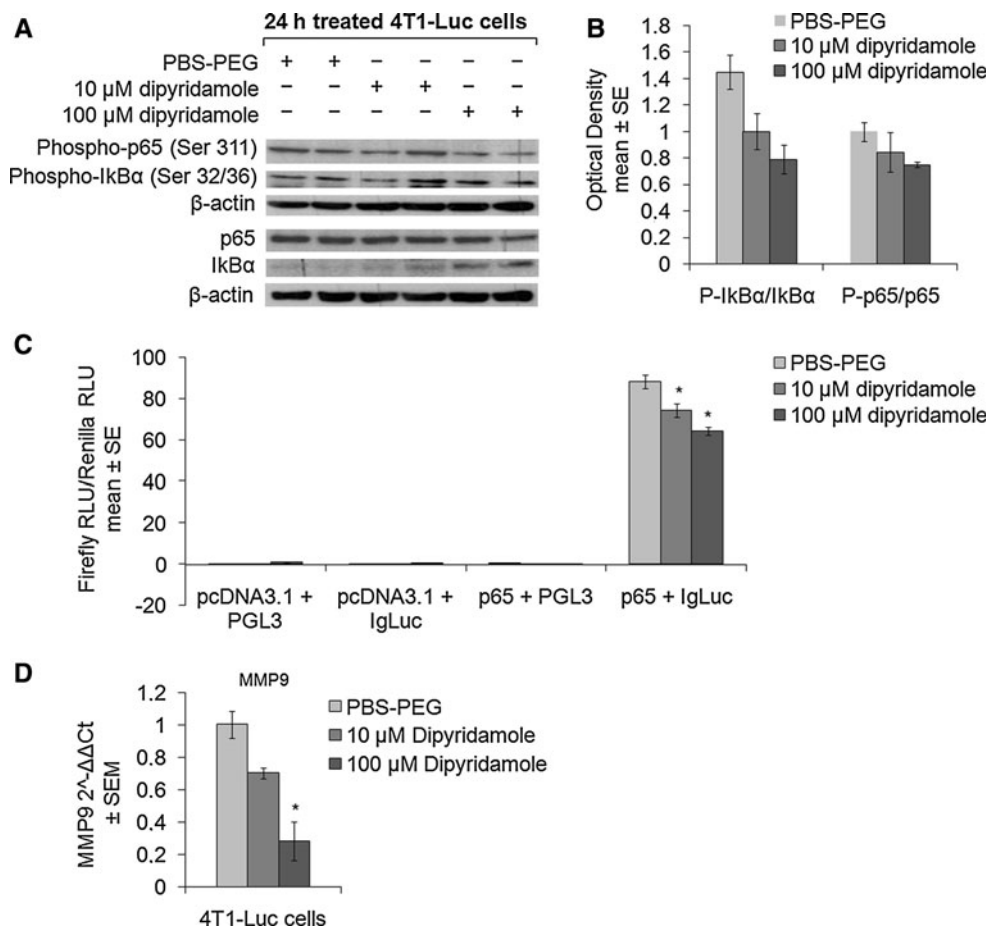 A
24 h treated 4T1-Luc cells
PBS-PEG + + – – – –
10 µM dipyridamole – – + + – –
100 µM dipyridamole – – – – + +
Phospho-p65 (Ser 311)
Phospho-IkBα (Ser 32/36)
β-actin
p65
IkBα
β-actin
B
Optical Density
mean ± SE
1.8
1.6
1.4
1.2
1
0.8
0.6
0.4
0.2
0
P-IkBα/IkBα
P-p65/p65
PBS-PEG
10 µM dipyridamole
100 µM dipyridamole
C
Firefly RLU/Renilla RLU
mean ± SE
100
80
60
40
20
0
-20
* *
pcDNA3.1 +
PGL3
pcDNA3.1 +
IgLuc
p65 + PGL3
p65 + IgLuc
PBS-PEG
10 µM dipyridamole
100 µM dipyridamole
D
MMP9
MMP9 2^-ΔΔCt
± SEM
1.2
1
0.8
0.6
0.4
0.2
0
*
4T1-Luc cells
PBS-PEG
10 µM Dipyridamole
100 µM Dipyridamole